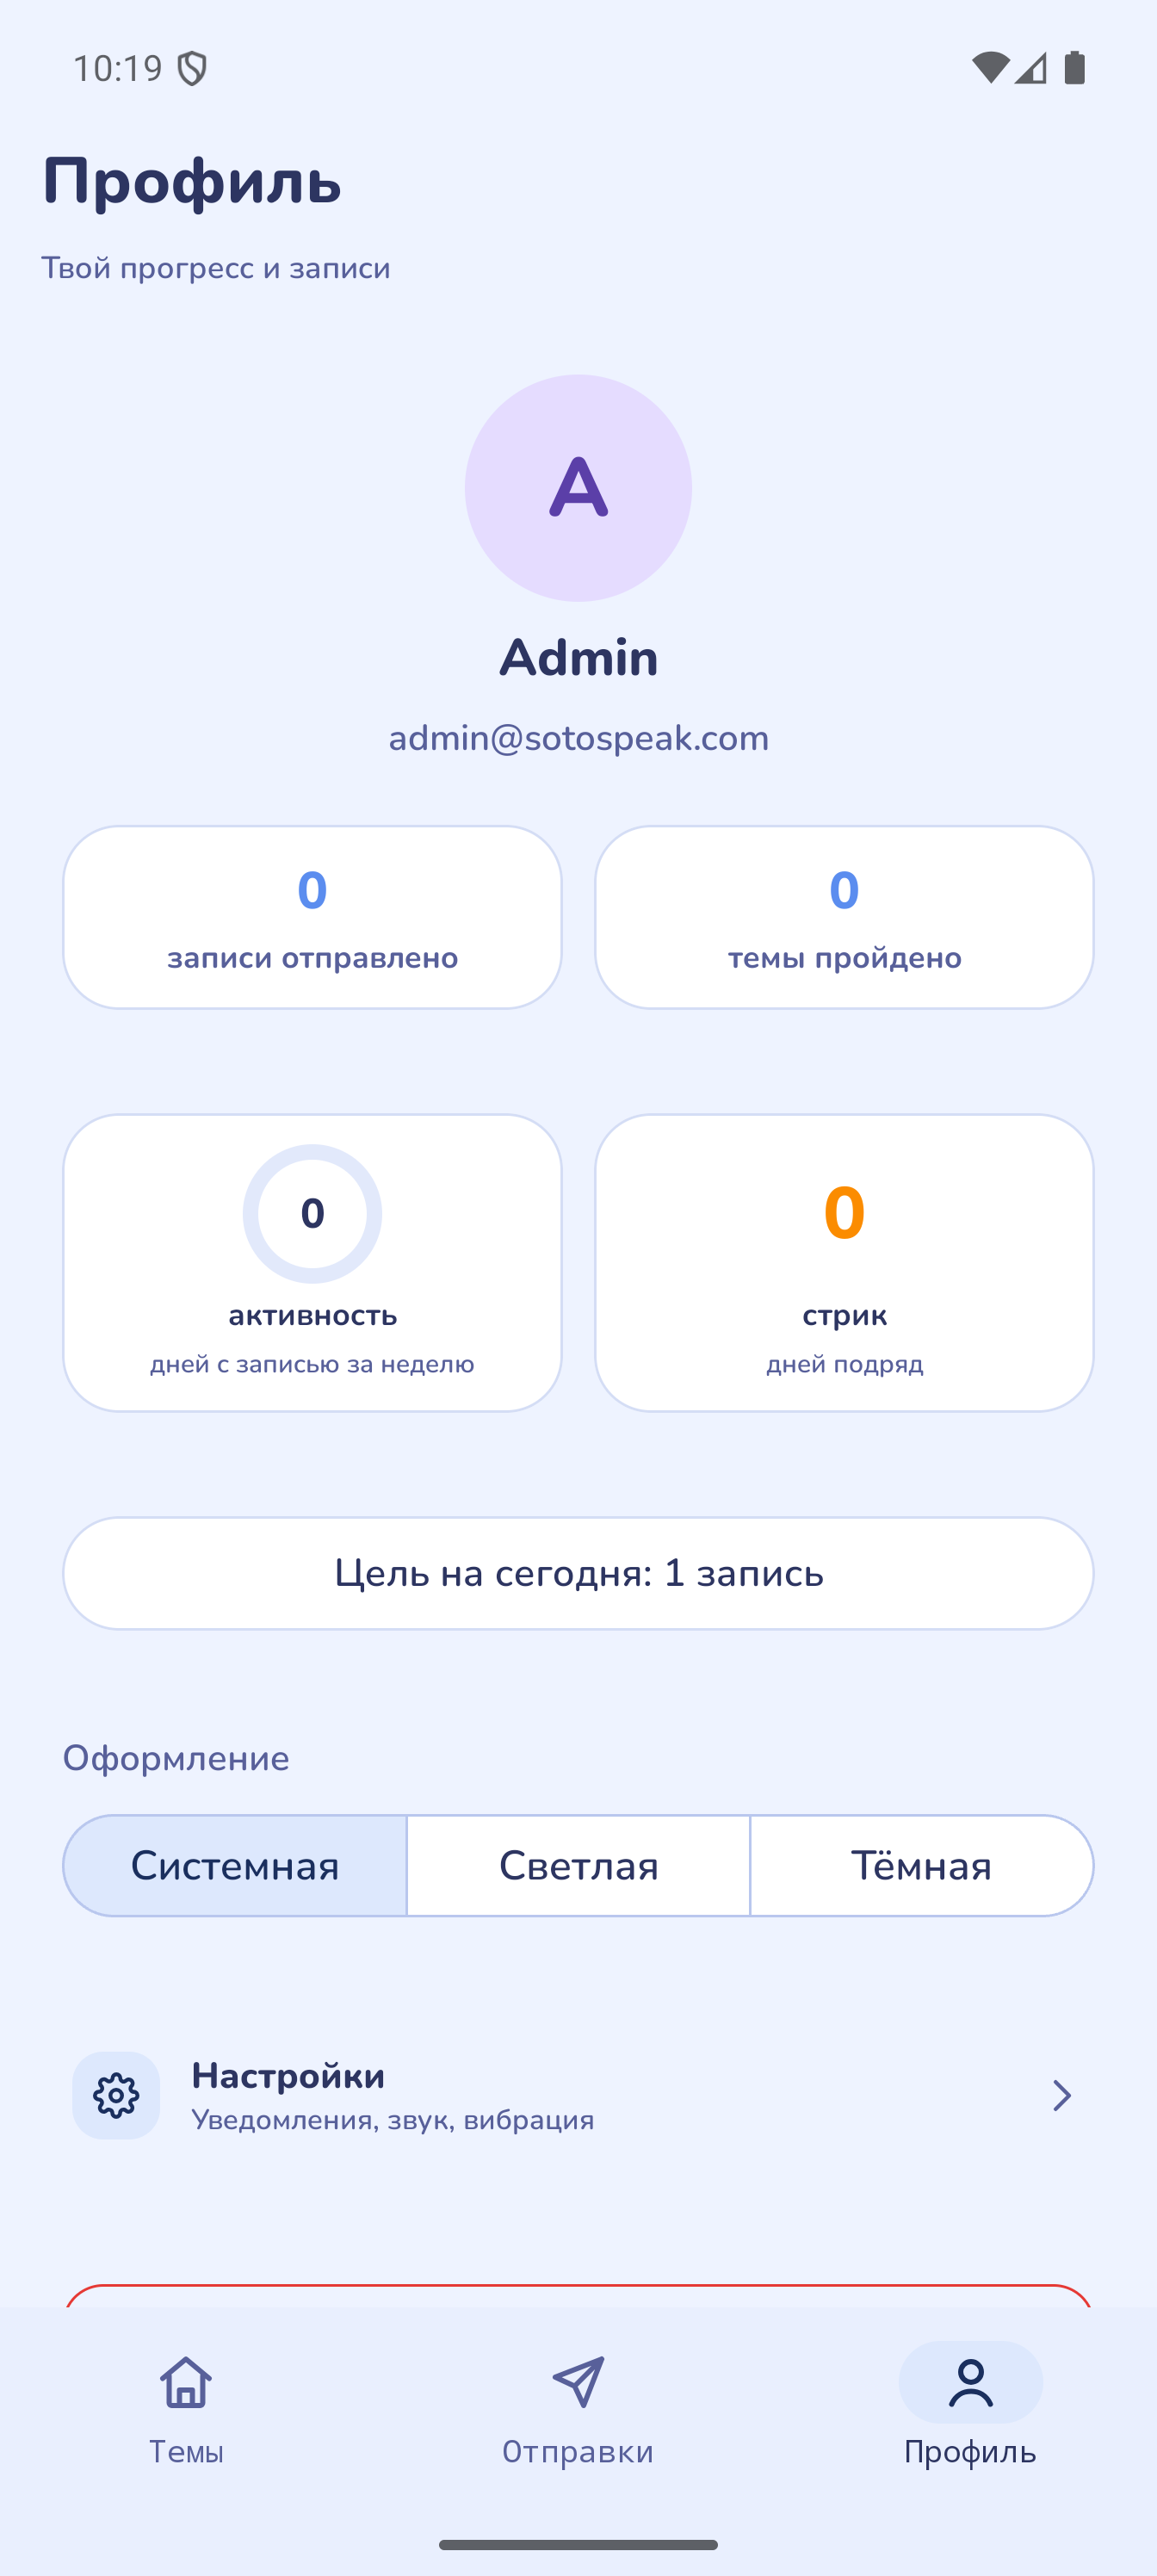 10:19
Профиль
Твой прогресс и записи
A
Admin
admin@sotospeak.com
0
записи отправлено
0
темы пройдено
0
активность
дней с записью за неделю
0
стрик
дней подряд
Цель на сегодня: 1 запись
Оформление
Системная
Светлая
Тёмная
Настройки
Уведомления, звук, вибрация
Темы
Отправки
Профиль